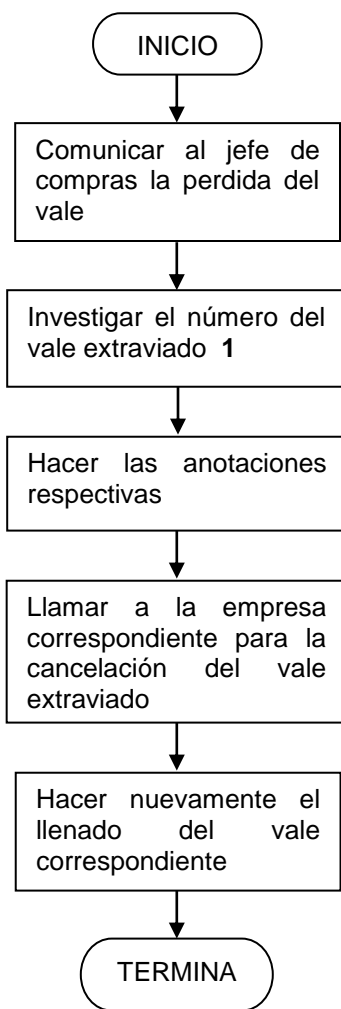 INICIO
Comunicar al jefe de
compras la perdida del
vale
Investigar el número del
vale extraviado 1
Hacer las anotaciones
respectivas
Llamar a la empresa
correspondiente para la
cancelación del vale
extraviado
Hacer nuevamente el
llenado del vale
correspondiente
TERMINA